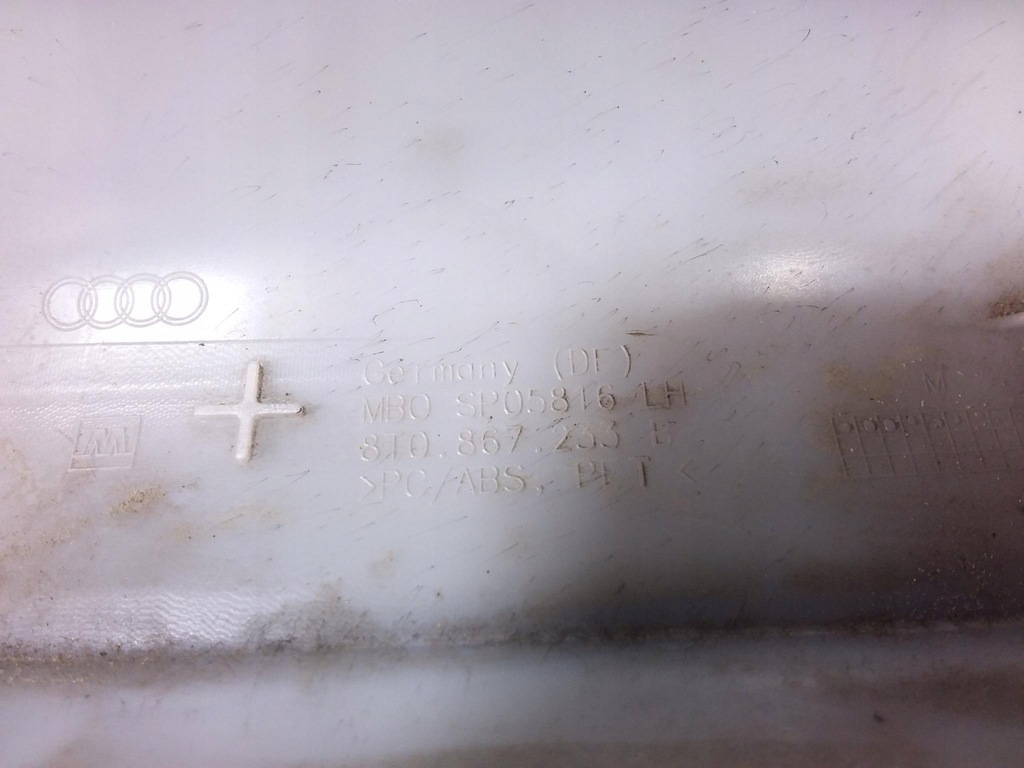 Germany (DE)
MBO SP05816 LH
8T0.867.233 B
>PC/ABS, PET<
M